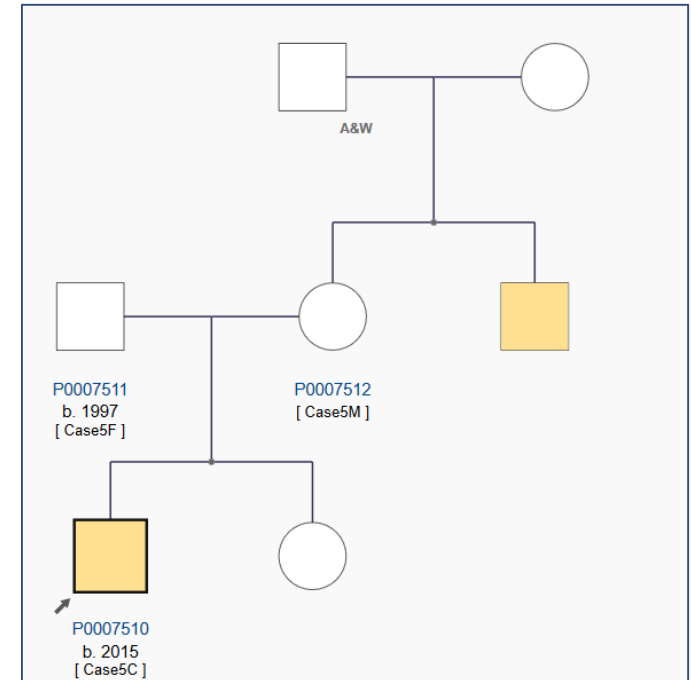 A&W
P0007511
b. 1997
[ Case5F ]
P0007512
[ Case5M ]
P0007510
b. 2015
[ Case5C ]